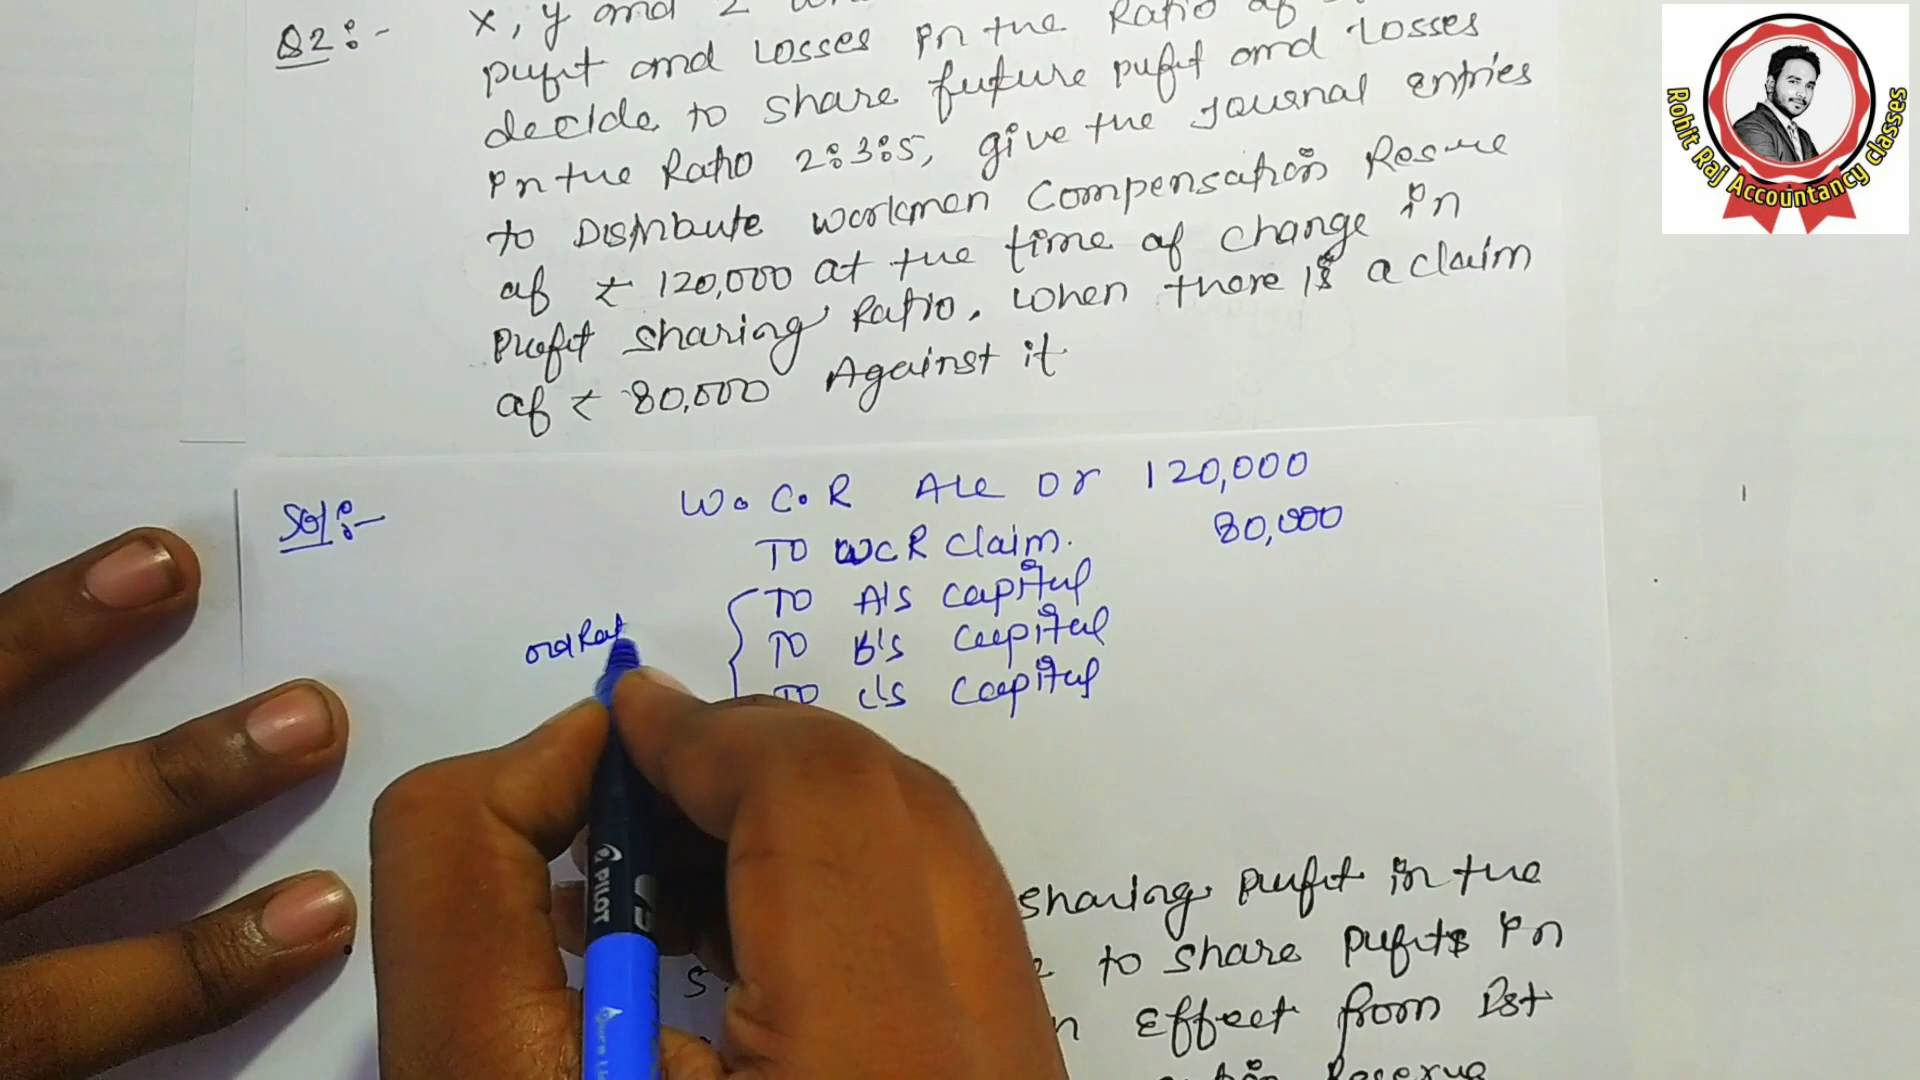 Q2:- X, Y and Z
profit and Losses in the Ratio of
decide to share future profit and Losses
in the Ratio 2:3:5, give the Journal entries
to Distribute workmen Compensation Reserve
of ₹ 120,000 at the time of change in
Profit sharing Ratio. When there is a claim
of ₹ 80,000 Against it
Sol:- W.C.R A/c Dr 120,000
TO WCR claim. 80,000
TO A's capital
TO B's Capital
TO C's Capital
old Rat
sharing profit in the
to share profits in
Effect from 1st
Reserve
Rohit Raj Accountancy classes
PILOT